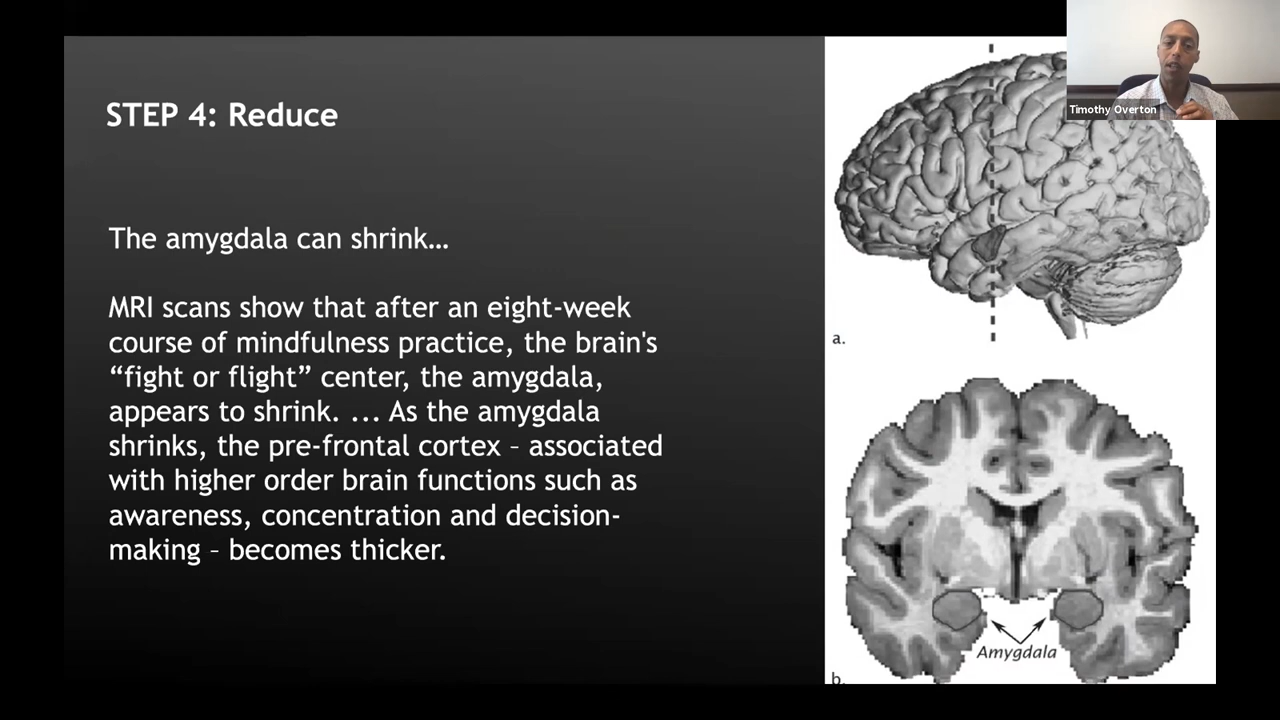 STEP 4: Reduce
The amygdala can shrink…
MRI scans show that after an eight-week
course of mindfulness practice, the brain's
“fight or flight” center, the amygdala,
appears to shrink. ... As the amygdala
shrinks, the pre-frontal cortex – associated
with higher order brain functions such as
awareness, concentration and decision-
making – becomes thicker.
Timothy Overton
a.
Amygdala
b.